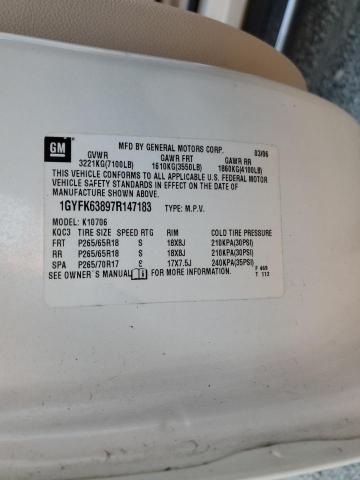 GM
MFD BY GENERAL MOTORS CORP. 03/06
GVWR GAWR FRT GAWR RR
3221KG(7100LB) 1610KG(3550LB) 1860KG(4100LB)
THIS VEHICLE CONFORMS TO ALL APPLICABLE U.S. FEDERAL MOTOR
VEHICLE SAFETY STANDARDS IN EFFECT ON THE DATE OF
MANUFACTURE SHOWN ABOVE.
1GYFK63897R147183 TYPE: M.P.V.
MODEL: K10706
KQC3 TIRE SIZE SPEED RTG RIM COLD TIRE PRESSURE
FRT P265/65R18 S 18X8J 210KPA(30PSI)
RR P265/65R18 S 18X8J 210KPA(30PSI)
SPA P265/70R17 S 17X7.5J 240KPA(35PSI)
SEE OWNER'S MANUAL FOR MORE INFORMATION. F 469
T 112